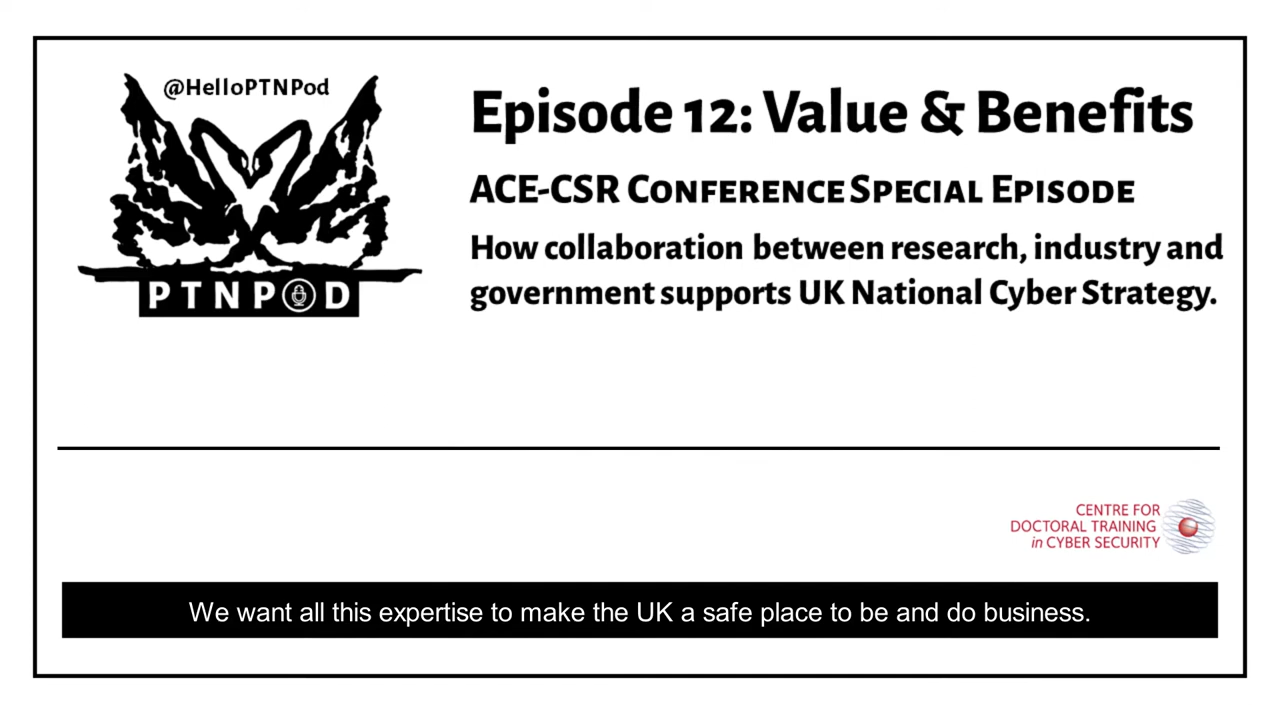 @HelloPTNPod
PTNPOD
Episode 12: Value & Benefits
ACE-CSR Conference Special Episode
How collaboration between research, industry and
government supports UK National Cyber Strategy.
CENTRE FOR
DOCTORAL TRAINING
in CYBER SECURITY
We want all this expertise to make the UK a safe place to be and do business.